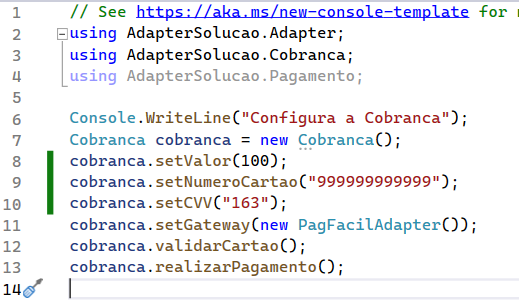 1 // See https://aka.ms/new-console-template for
2 using AdapterSolucao.Adapter;
3 using AdapterSolucao.Cobranca;
4 using AdapterSolucao.Pagamento;
5
6 Console.WriteLine("Configura a Cobranca");
7 Cobranca cobranca = new Cobranca();
8 cobranca.setValor(100);
9 cobranca.setNumeroCartao("999999999999");
10 cobranca.setCVV("163");
11 cobranca.setGateway(new PagFacilAdapter());
12 cobranca.validarCartao();
13 cobranca.realizarPagamento();
14